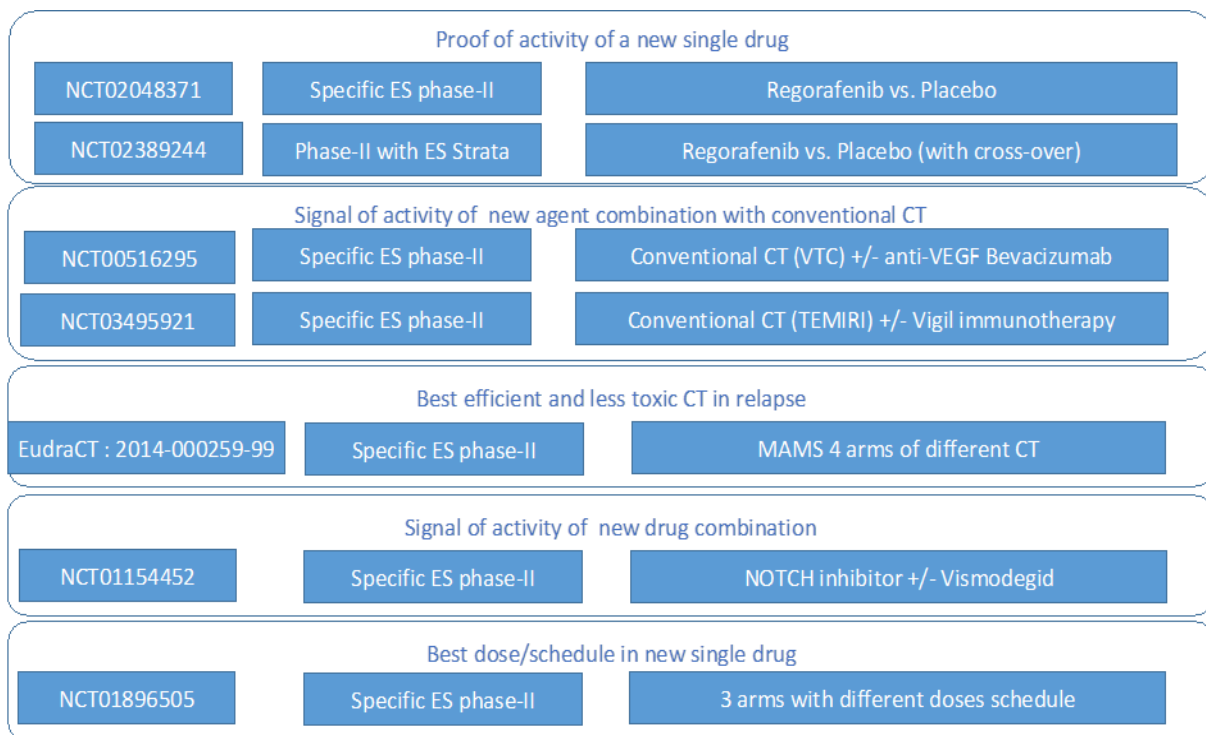 Proof of activity of a new single drug
NCT02048371 Specific ES phase-II Regorafenib vs. Placebo
NCT02389244 Phase-II with ES Strata Regorafenib vs. Placebo (with cross-over)
Signal of activity of new agent combination with conventional CT
NCT00516295 Specific ES phase-II Conventional CT (VTC) +/- anti-VEGF Bevacizumab
NCT03495921 Specific ES phase-II Conventional CT (TEMIRI) +/- Vigil immunotherapy
Best efficient and less toxic CT in relapse
EudraCT : 2014-000259-99 Specific ES phase-II MAMS 4 arms of different CT
Signal of activity of new drug combination
NCT01154452 Specific ES phase-II NOTCH inhibitor +/- Vismodegid
Best dose/schedule in new single drug
NCT01896505 Specific ES phase-II 3 arms with different doses schedule